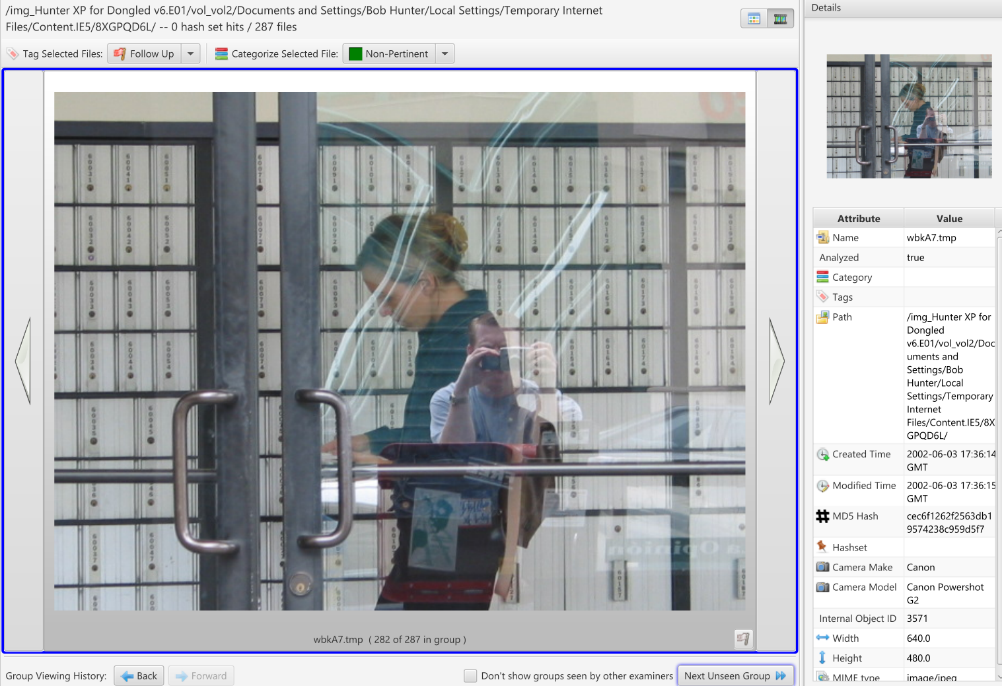 /img_Hunter XP for Dongled v6.E01/vol_vol2/Documents and Settings/Bob Hunter/Local Settings/Temporary Internet
Files/Content.IE5/8XGPQD6L/ -- 0 hash set hits / 287 files
Tag Selected Files:
Follow Up
Categorize Selected File:
Non-Pertinent
wbkA7.tmp ( 282 of 287 in group )
Group Viewing History:
Back
Forward
Don't show groups seen by other examiners
Next Unseen Group
Details
Attribute Value
Name wbkA7.tmp
Analyzed true
Category
Tags
Path /img_Hunter XP for
Dongled
v6.E01/vol_vol2/Doc
uments and
Settings/Bob
Hunter/Local
Settings/Temporary
Internet
Files/Content.IE5/8X
GPQD6L/
Created Time 2002-06-03 17:36:14
GMT
Modified Time 2002-06-03 17:36:15
GMT
MD5 Hash cec6f1262f2563db1
9574238c959d5f7
Hashset
Camera Make Canon
Camera Model Canon Powershot
G2
Internal Object ID 3571
Width 640.0
Height 480.0
MIME type image/jpeg